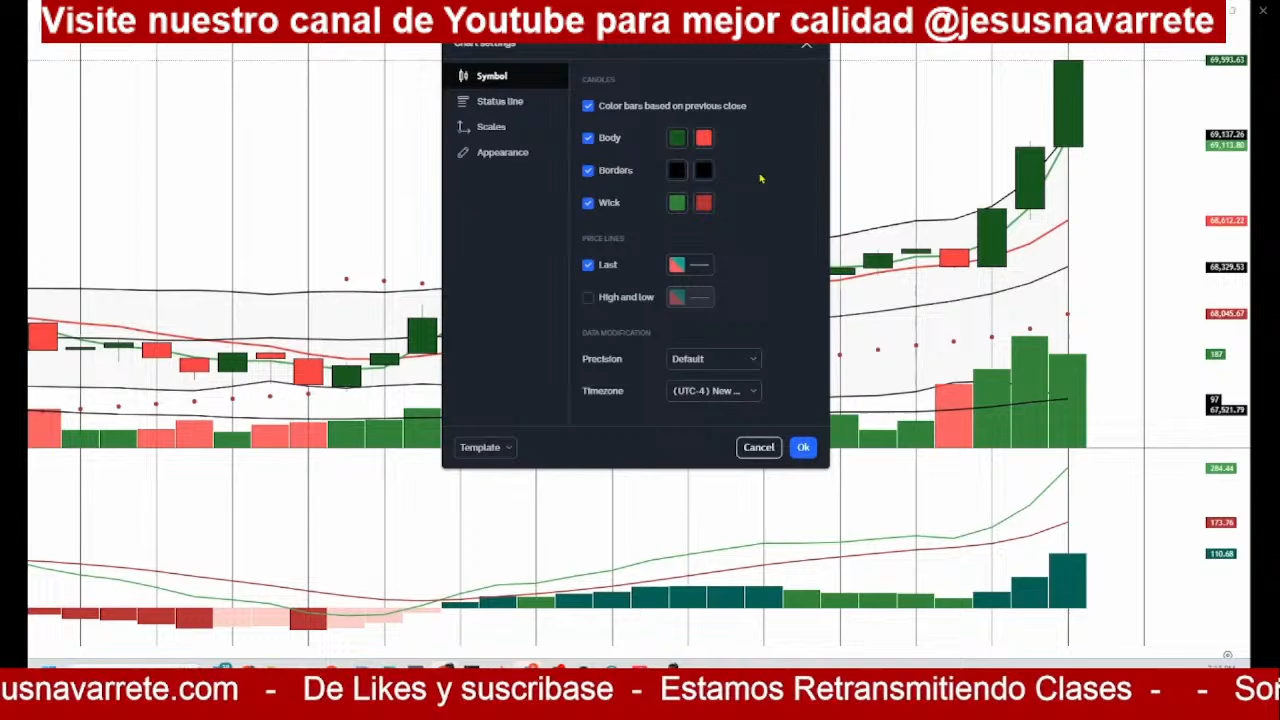 Visite nuestro canal de Youtube para mejor calidad @jesusnavarrete
Chart settings
Symbol
Status line
Scales
Appearance
CANDLES
Color bars based on previous close
Body
Borders
Wick
PRICE LINES
Last
High and low
DATA MODIFICATION
Precision Default
Timezone (UTC-4) New ...
Template Cancel Ok
69,593.63
69,137.26
69,113.80
68,612.22
68,329.53
68,045.67
187
97
67,521.79
284.44
173.76
110.68
susnavarrete.com - De Likes y suscribase - Estamos Retransmitiendo Clases - -